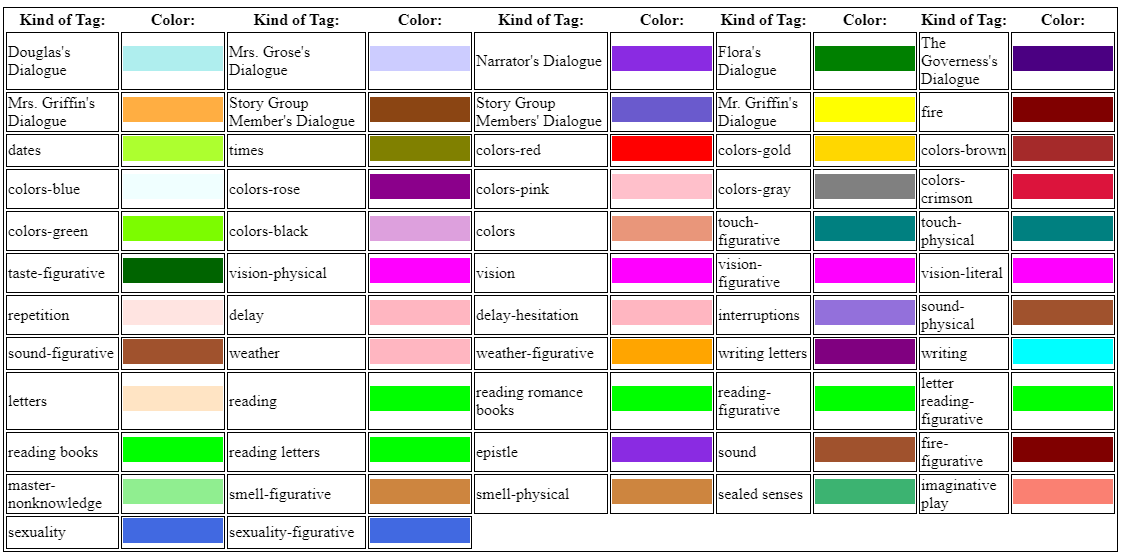 Kind of Tag: Color: Kind of Tag: Color: Kind of Tag: Color: Kind of Tag: Color: Kind of Tag: Color:
Douglas's
Dialogue
Mrs. Grose's
Dialogue
Narrator's Dialogue
Flora's
Dialogue
The
Governess's
Dialogue
Mrs. Griffin's
Dialogue
Story Group
Member's Dialogue
Story Group
Members' Dialogue
Mr. Griffin's
Dialogue
fire
dates
times
colors-red
colors-gold
colors-brown
colors-blue
colors-rose
colors-pink
colors-gray
colors-
crimson
colors-green
colors-black
colors
touch-
figurative
touch-
physical
taste-figurative
vision-physical
vision
vision-
figurative
vision-literal
repetition
delay
delay-hesitation
interruptions
sound-
physical
sound-figurative
weather
weather-figurative
writing letters
writing
letters
reading
reading romance
books
reading-
figurative
letter
reading-
figurative
reading books
reading letters
epistle
sound
fire-
figurative
master-
nonknowledge
smell-figurative
smell-physical
sealed senses
imaginative
play
sexuality
sexuality-figurative